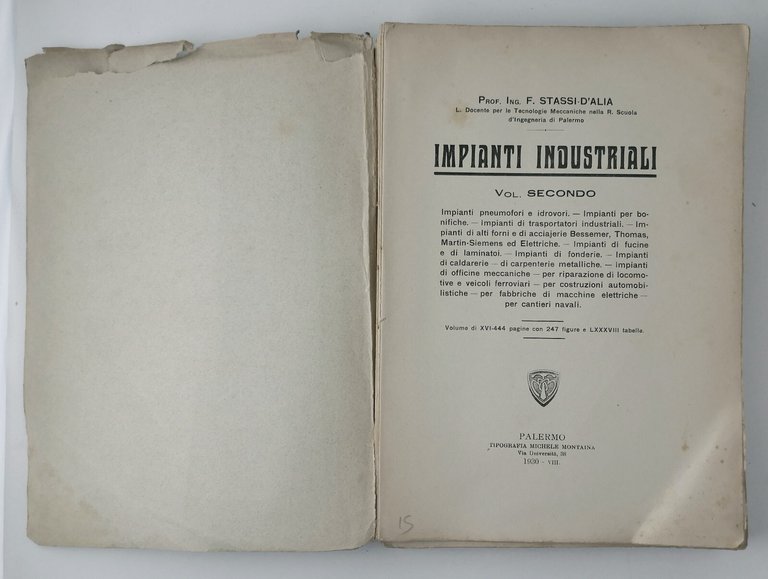 PROF. ING. F. STASSI-D'ALIA
L. Docente per le Tecnologie Meccaniche nella R. Scuola
d'Ingegneria di Palermo
IMPIANTI INDUSTRIALI
VOL. SECONDO
Impianti pneumofori e idrovori. — Impianti per bo-
nifiche. — Impianti di trasportatori industriali. — Im-
pianti di alti forni e di acciajerie Bessemer, Thomas,
Martin-Siemens ed Elettriche. — Impianti di fucine
e di laminatoi. — Impianti di fonderie. — Impianti
di caldarerie — di carpenterie metalliche. — Impianti
di officine meccaniche — per riparazione di locomo-
tive e veicoli ferroviari — per costruzioni automobi-
listiche — per fabbriche di macchine elettriche —
per cantieri navali.
Volume di XVI-444 pagine con 247 figure e LXXXVIII tabelle.
PALERMO
TIPOGRAFIA MICHELE MONTAINA
Via Università, 38
1930 - VIII
15